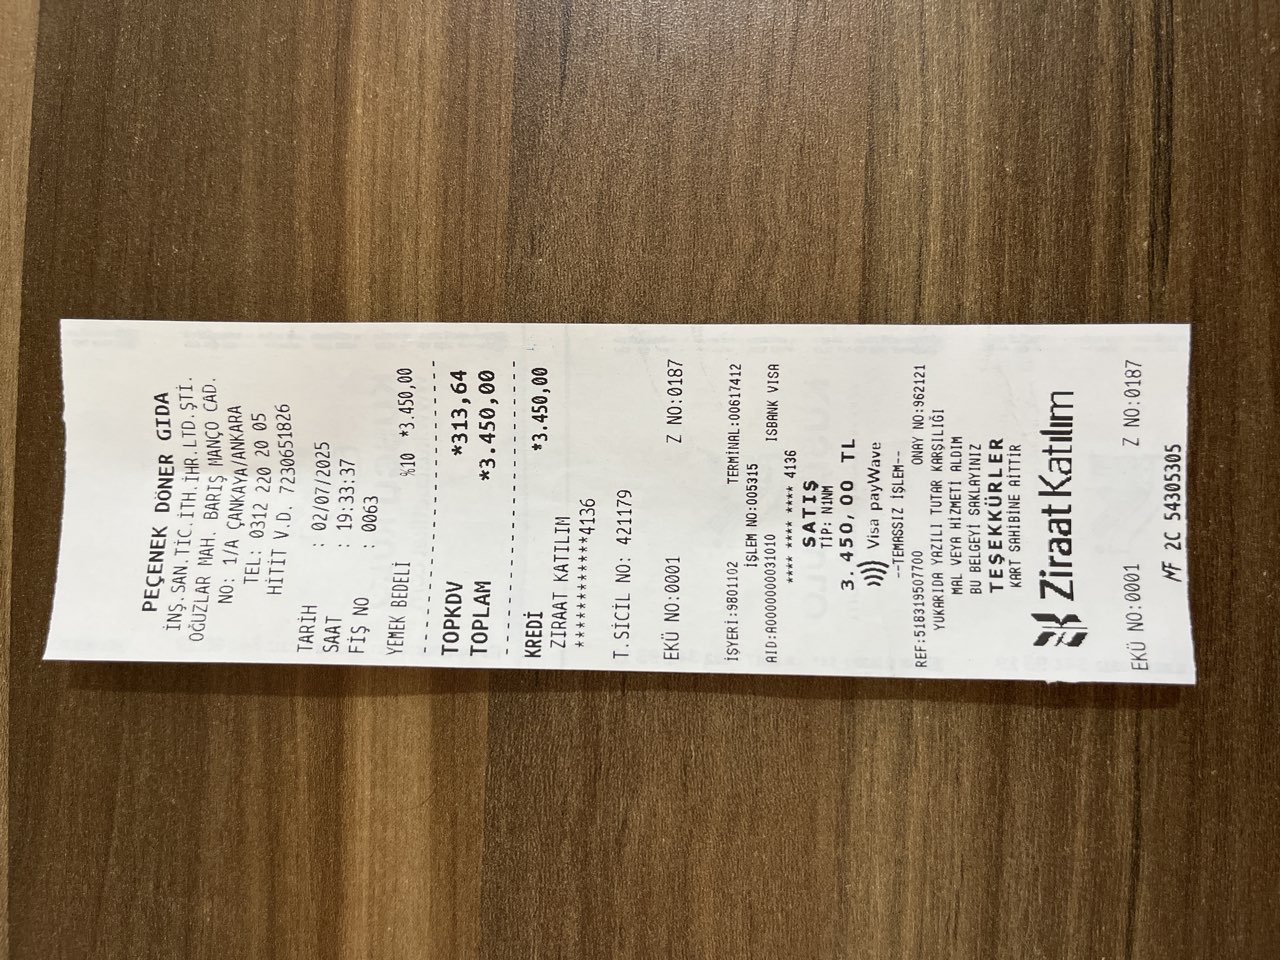 PEÇENEK DÖNER GIDA
İNŞ.SAN.TİC.İTH.İHR.LTD.ŞTİ.
OĞUZLAR MAH. BARIŞ MANÇO CAD.
NO: 1/A ÇANKAYA/ANKARA
TEL: 0312 220 20 05
HİTİT V.D. 7230651826
TARİH : 02/07/2025
SAAT : 19:33:37
FİŞ NO : 0063
YEMEK BEDELİ %10 *3.450,00
TOPKDV *313,64
TOPLAM *3.450,00
KREDİ *3.450,00
ZIRAAT KATILIM
************4136
T.SİCİL NO: 421179
EKÜ NO:0001 Z NO:0187
İŞYERİ:9801102 TERMİNAL:00617412
İŞLEM NO:005315
AID:A0000000031010 ISBANK VISA
**** **** **** 4136
SATIŞ
TİP: N1NM
3.450,00 TL
Visa payWave
--TEMASSIZ İŞLEM--
REF:518319507700 ONAY NO:962121
YUKARIDA YAZILI TUTAR KARŞILIĞI
MAL VEYA HİZMETİ ALDIM
BU BELGEYİ SAKLAYINIZ
TEŞEKKÜRLER
KART SAHİBİNE AİTTİR
Ziraat Katılım
EKÜ NO:0001 Z NO:0187
MF 2C 54305305